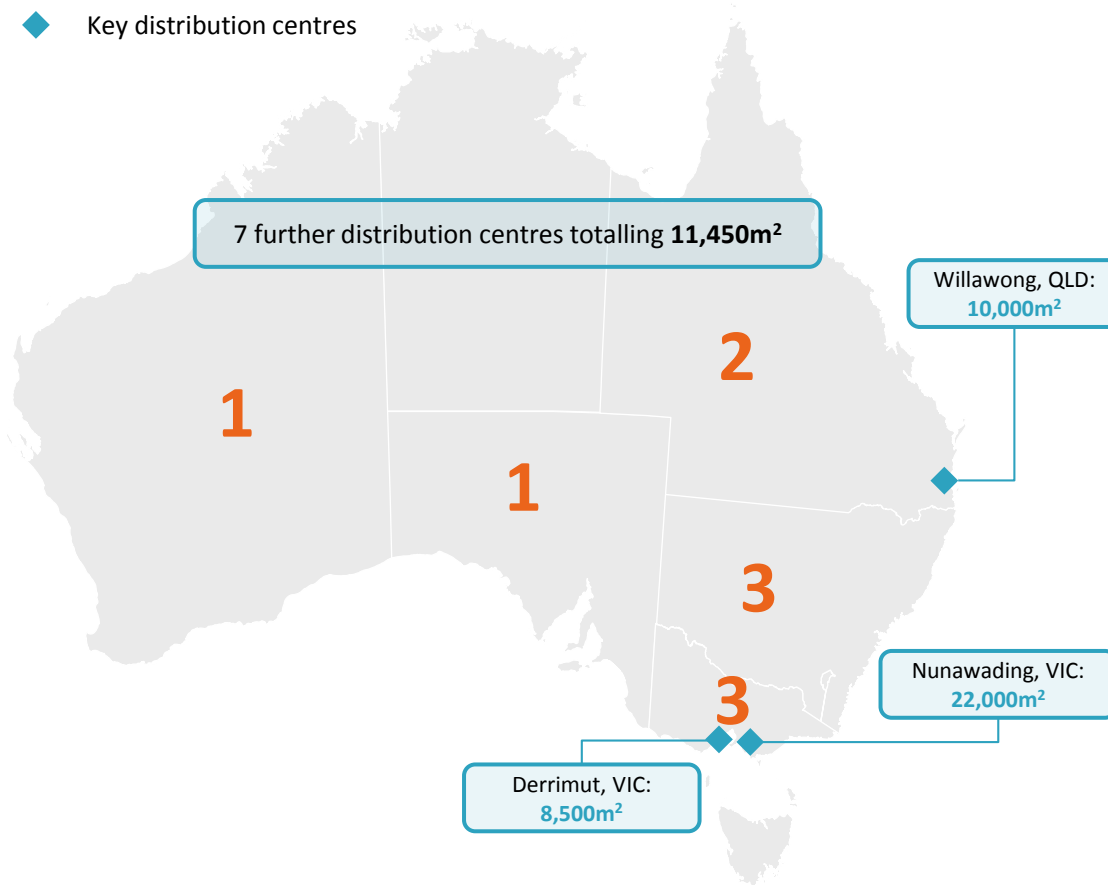 Key distribution centres
7 further distribution centres totalling 11,450m²
Willawong, QLD:
10,000m²
2
1
1
3
Nunawading, VIC:
22,000m²
3
Derrimut, VIC:
8,500m²